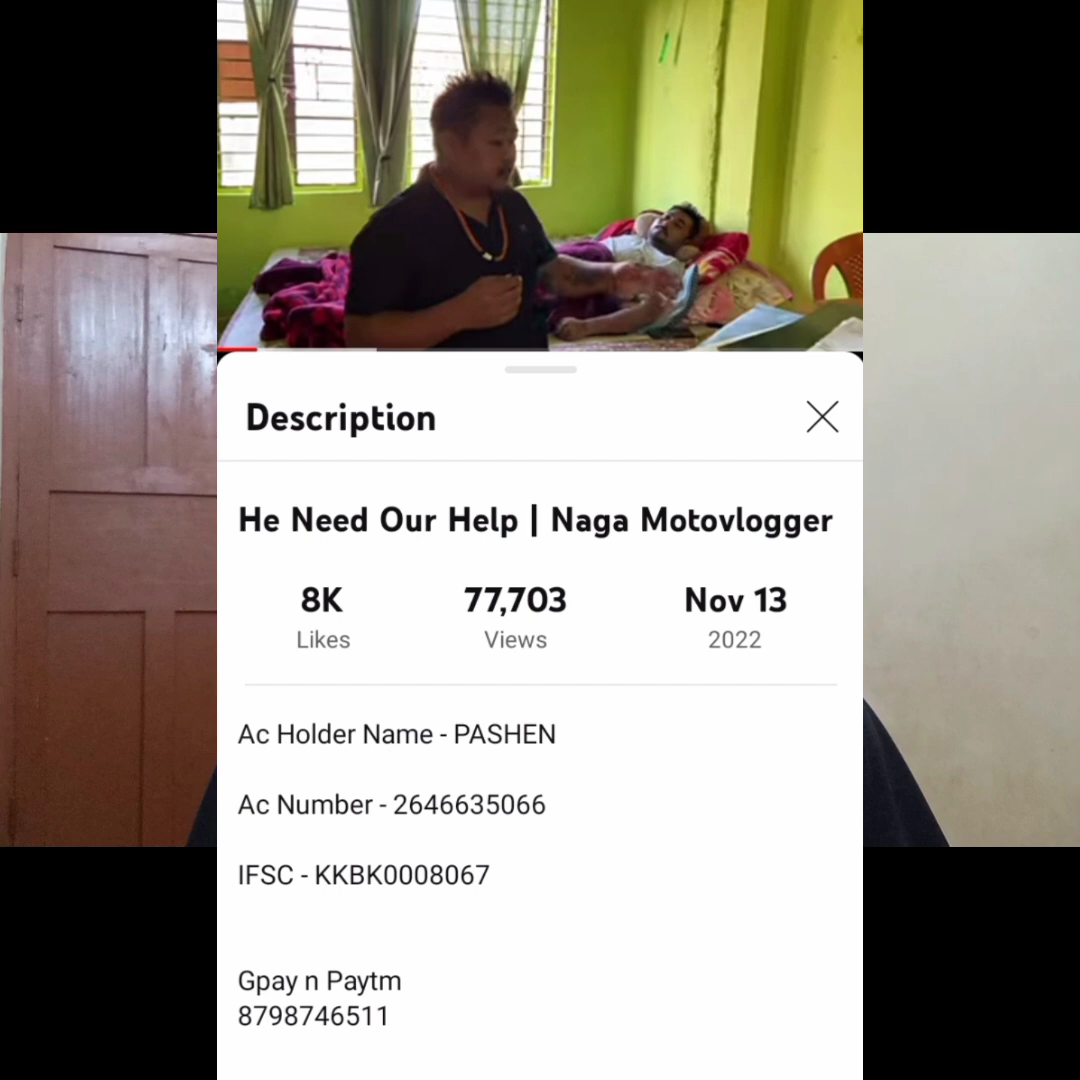 Description
He Need Our Help | Naga Motovlogger
8K
77,703
Nov 13
Likes
Views
2022
Ac Holder Name - PASHEN
Ac Number - 2646635066
IFSC - KKBK0008067
Gpay n Paytm
8798746511